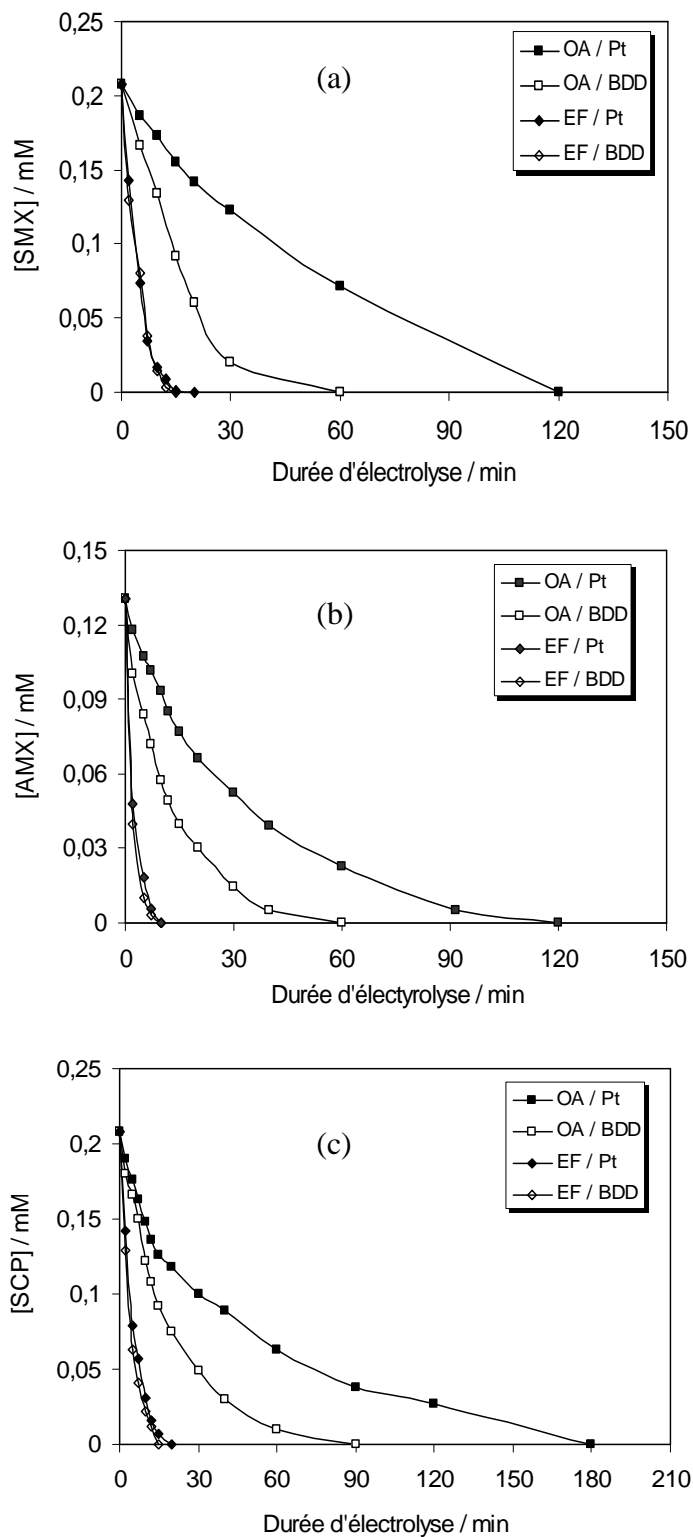 0,25
0,2
0,15
0,1
0,05
0
[SMX] / mM
(a)
OA / Pt
OA / BDD
EF / Pt
EF / BDD
0 30 60 90 120 150
Durée d'électrolyse / min
0,15
0,12
0,09
0,06
0,03
0
[AMX] / mM
(b)
OA / Pt
OA / BDD
EF / Pt
EF / BDD
0 30 60 90 120 150
Durée d'électyrolyse / min
0,25
0,2
0,15
0,1
0,05
0
[SCP] / mM
(c)
OA / Pt
OA / BDD
EF / Pt
EF / BDD
0 30 60 90 120 150 180 210
Durée d'électrolyse / min